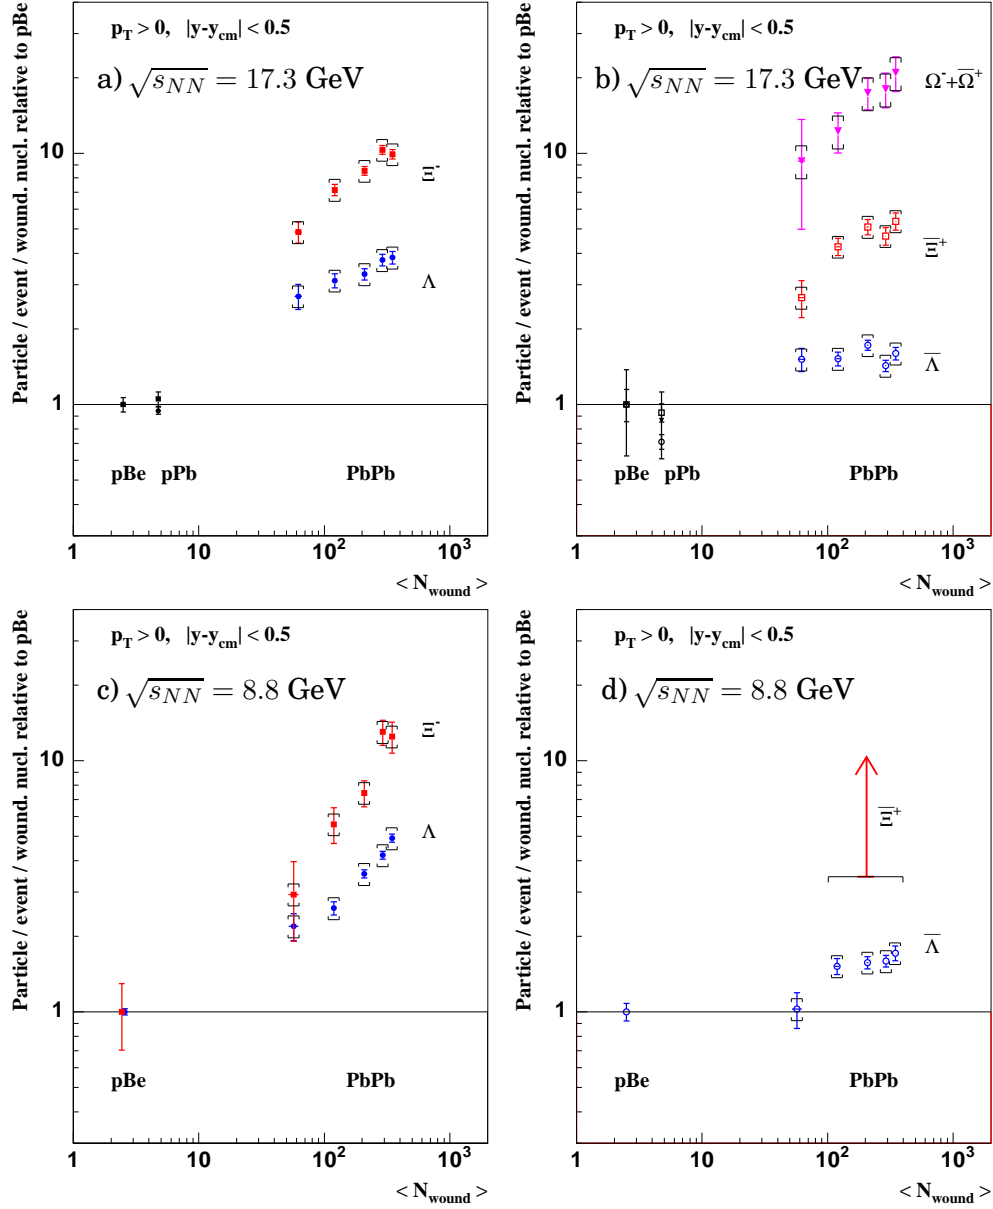 Particle / event / wound. nucl. relative to pBe
p_T > 0, |y-y_cm| < 0.5
a) √s_NN = 17.3 GeV
10
Ξ⁻
Λ
1
pBe pPb PbPb
1 10 10² 10³
< N_wound >
Particle / event / wound. nucl. relative to pBe
p_T > 0, |y-y_cm| < 0.5
b) √s_NN = 17.3 GeV
Ω⁻+Ω̅⁺
10
Ξ̅⁺
Λ̅
1
pBe pPb PbPb
1 10 10² 10³
< N_wound >
Particle / event / wound. nucl. relative to pBe
p_T > 0, |y-y_cm| < 0.5
c) √s_NN = 8.8 GeV
Ξ⁻
10
Λ
1
pBe PbPb
1 10 10² 10³
< N_wound >
Particle / event / wound. nucl. relative to pBe
p_T > 0, |y-y_cm| < 0.5
d) √s_NN = 8.8 GeV
10
Ξ̅⁺
Λ̅
1
pBe PbPb
1 10 10² 10³
< N_wound >